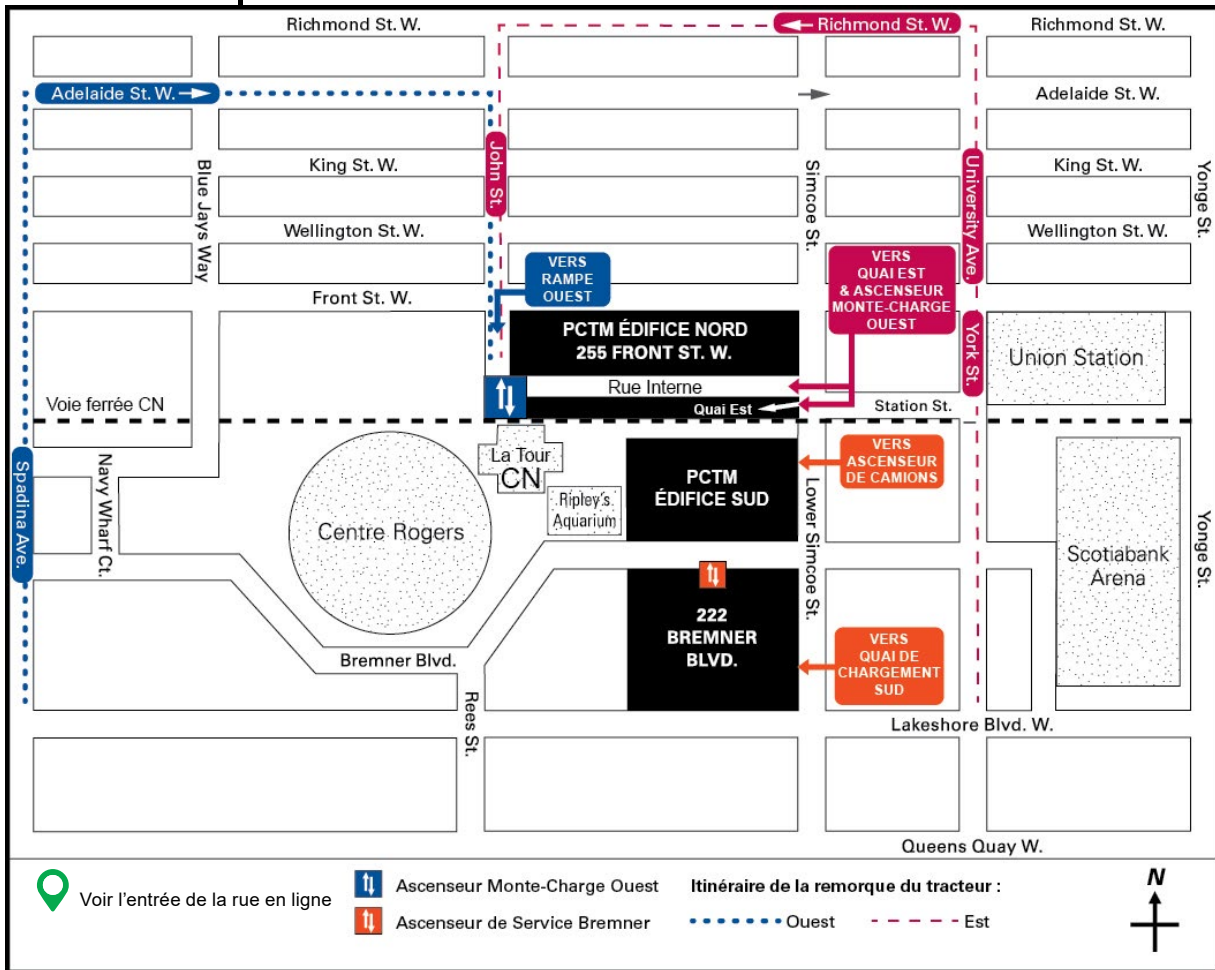 Richmond St. W.
Richmond St. W.
Richmond St. W.
Adelaide St. W.
Adelaide St. W.
John St.
Blue Jays Way
King St. W.
Simcoe St.
University Ave.
King St. W.
Yonge St.
Wellington St. W.
Wellington St. W.
VERS
RAMPE
OUEST
VERS
QUAI EST
& ASCENSEUR
MONTE-CHARGE
OUEST
Front St. W.
PCTM ÉDIFICE NORD
255 FRONT ST. W.
York St.
Union Station
Rue Interne
Voie ferrée CN
Quai Est
Station St.
Spadina Ave.
Navy Wharf Ct.
La Tour
CN
PCTM
ÉDIFICE SUD
VERS
ASCENSEUR
DE CAMIONS
Ripley's
Aquarium
Centre Rogers
Lower Simcoe St.
Scotiabank
Arena
Yonge St.
222
BREMNER
BLVD.
VERS
QUAI DE
CHARGEMENT
SUD
Bremner Blvd.
Rees St.
Lakeshore Blvd. W.
Queens Quay W.
Voir l'entrée de la rue en ligne
Ascenseur Monte-Charge Ouest
Ascenseur de Service Bremner
Itinéraire de la remorque du tracteur :
Ouest
Est
N